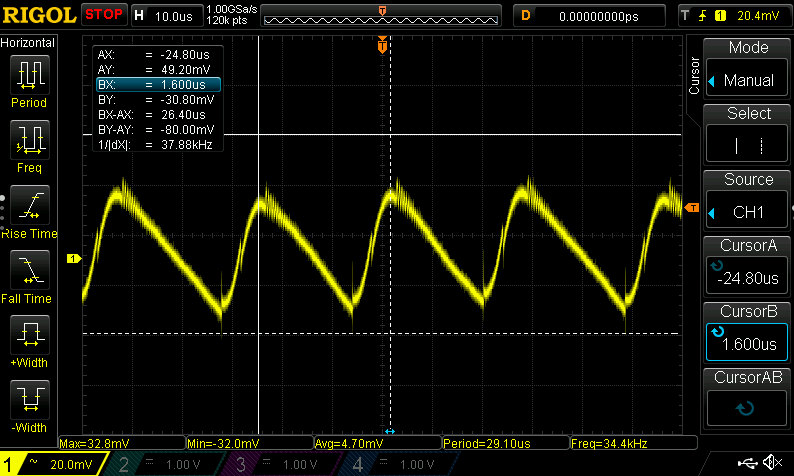 RIGOL STOP H 10.0us 1.00GSa/s 120k pts T D 0.00000000ps T 1 20.4mV
Horizontal
Period
Freq
Rise Time
Fall Time
+Width
-Width
T
AX: = -24.80us
AY: = 49.20mV
BX: = 1.600us
BY: = -30.80mV
BX-AX: = 26.40us
BY-AY: = -80.00mV
1/|dX|: = 37.88kHz
1
T
Cursor
Mode
Manual
Select
Source
CH1
CursorA
-24.80us
CursorB
1.600us
CursorAB
Max=32.8mV Min=-32.0mV Avg=4.70mV Period=29.10us Freq=34.4kHz
1 ~ 20.0mV 2 1.00 V 3 1.00 V 4 1.00 V